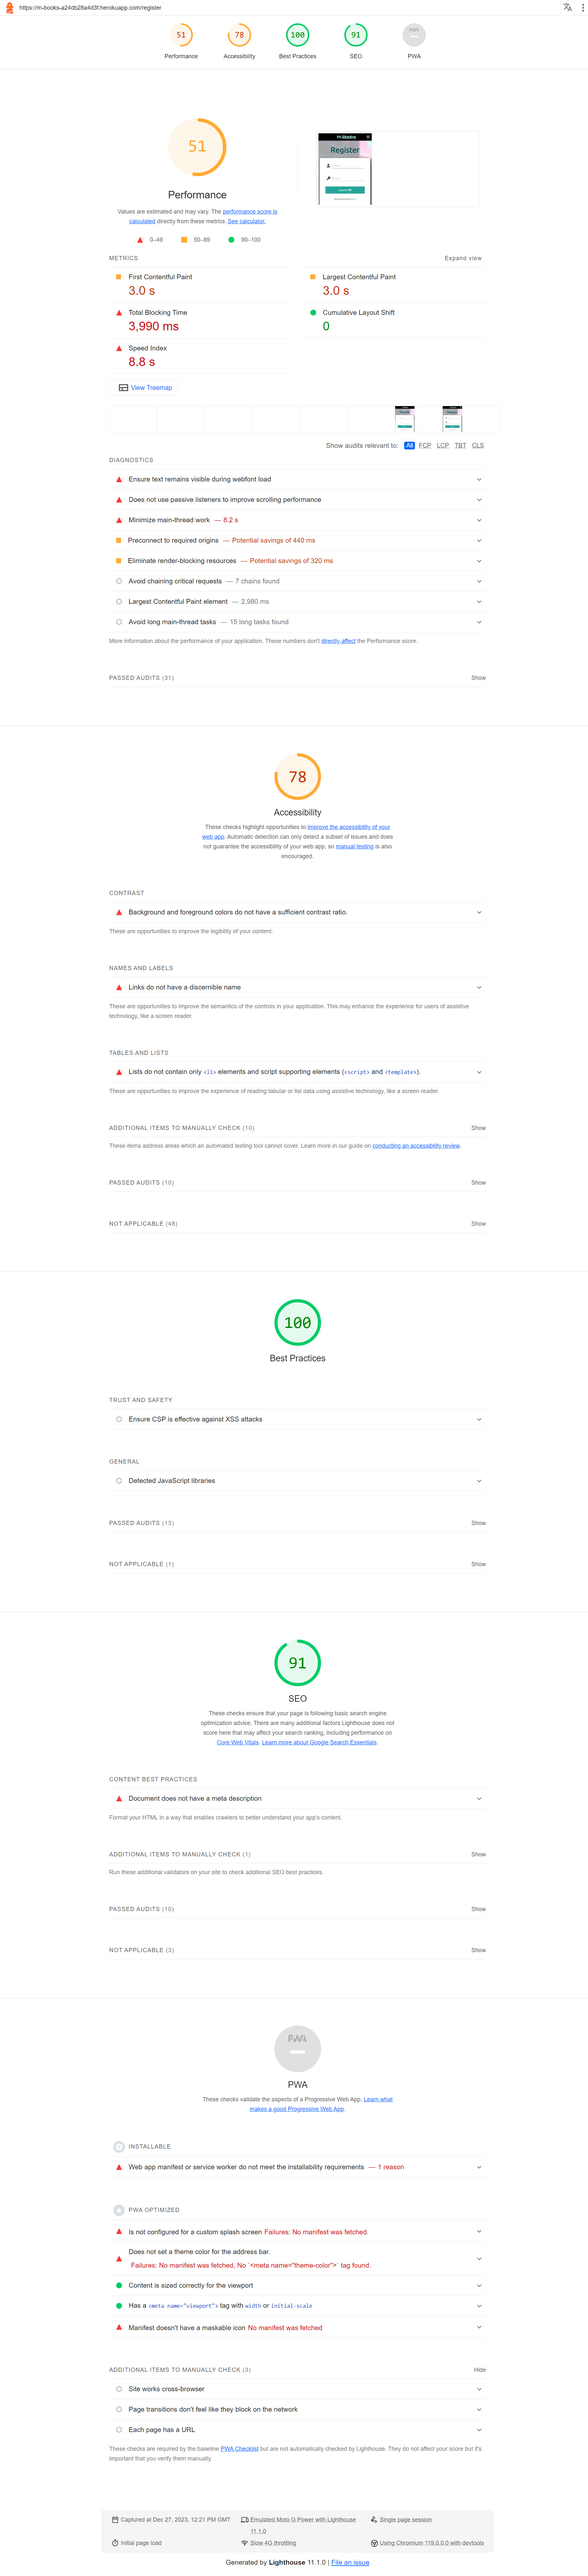 https://m-books-a24db28a4d3f.herokuapp.com/register
51
78
100
91
PWA
Performance
Accessibility
Best Practices
SEO
PWA
51
Performance
Values are estimated and may vary. The performance score is
calculated directly from these metrics. See calculator.
0–49
50–89
90–100
M-Books
Register
METRICS
Expand view
First Contentful Paint
3.0 s
Largest Contentful Paint
3.0 s
Total Blocking Time
3,990 ms
Cumulative Layout Shift
0
Speed Index
8.8 s
View Treemap
Show audits relevant to: All FCP LCP TBT CLS
DIAGNOSTICS
Ensure text remains visible during webfont load
Does not use passive listeners to improve scrolling performance
Minimize main-thread work — 8.2 s
Preconnect to required origins — Potential savings of 440 ms
Eliminate render-blocking resources — Potential savings of 320 ms
Avoid chaining critical requests — 7 chains found
Largest Contentful Paint element — 2,980 ms
Avoid long main-thread tasks — 15 long tasks found
More information about the performance of your application. These numbers don't directly affect the Performance score.
PASSED AUDITS (31)
Show
78
Accessibility
These checks highlight opportunities to improve the accessibility of your
web app. Automatic detection can only detect a subset of issues and does
not guarantee the accessibility of your web app, so manual testing is also
encouraged.
CONTRAST
Background and foreground colors do not have a sufficient contrast ratio.
These are opportunities to improve the legibility of your content.
NAMES AND LABELS
Links do not have a discernible name
These are opportunities to improve the semantics of the controls in your application. This may enhance the experience for users of assistive
technology, like a screen reader.
TABLES AND LISTS
Lists do not contain only <li> elements and script supporting elements (<script> and <template>).
These are opportunities to improve the experience of reading tabular or list data using assistive technology, like a screen reader.
ADDITIONAL ITEMS TO MANUALLY CHECK (10)
Show
These items address areas which an automated testing tool cannot cover. Learn more in our guide on conducting an accessibility review.
PASSED AUDITS (10)
Show
NOT APPLICABLE (48)
Show
100
Best Practices
TRUST AND SAFETY
Ensure CSP is effective against XSS attacks
GENERAL
Detected JavaScript libraries
PASSED AUDITS (13)
Show
NOT APPLICABLE (1)
Show
91
SEO
These checks ensure that your page is following basic search engine
optimization advice. There are many additional factors Lighthouse does not
score here that may affect your search ranking, including performance on
Core Web Vitals. Learn more about Google Search Essentials.
CONTENT BEST PRACTICES
Document does not have a meta description
Format your HTML in a way that enables crawlers to better understand your app's content.
ADDITIONAL ITEMS TO MANUALLY CHECK (1)
Show
Run these additional validators on your site to check additional SEO best practices.
PASSED AUDITS (10)
Show
NOT APPLICABLE (3)
Show
PWA
PWA
These checks validate the aspects of a Progressive Web App. Learn what
makes a good Progressive Web App.
INSTALLABLE
Web app manifest or service worker do not meet the installability requirements — 1 reason
PWA OPTIMIZED
Is not configured for a custom splash screen Failures: No manifest was fetched.
Does not set a theme color for the address bar.
Failures: No manifest was fetched, No `<meta name="theme-color">` tag found.
Content is sized correctly for the viewport
Has a <meta name="viewport"> tag with width or initial-scale
Manifest doesn't have a maskable icon No manifest was fetched
ADDITIONAL ITEMS TO MANUALLY CHECK (3)
Hide
Site works cross-browser
Page transitions don't feel like they block on the network
Each page has a URL
These checks are required by the baseline PWA Checklist but are not automatically checked by Lighthouse. They do not affect your score but it's
important that you verify them manually.
Captured at Dec 27, 2023, 12:21 PM GMT
Emulated Moto G Power with Lighthouse
11.1.0
Single page session
Initial page load
Slow 4G throttling
Using Chromium 119.0.0.0 with devtools
Generated by Lighthouse 11.1.0 | File an issue